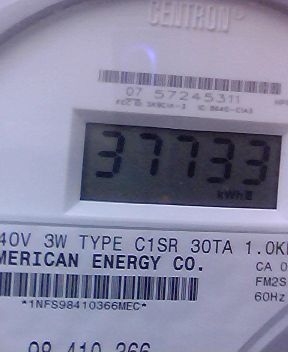 CENTRON
07 57245311
37733
kWh
40V 3W TYPE C1SR 30TA 1.0K
MERICAN ENERGY CO.
CA 0
FM2S
60Hz
*1NFS98410366MEC*
98 410 366